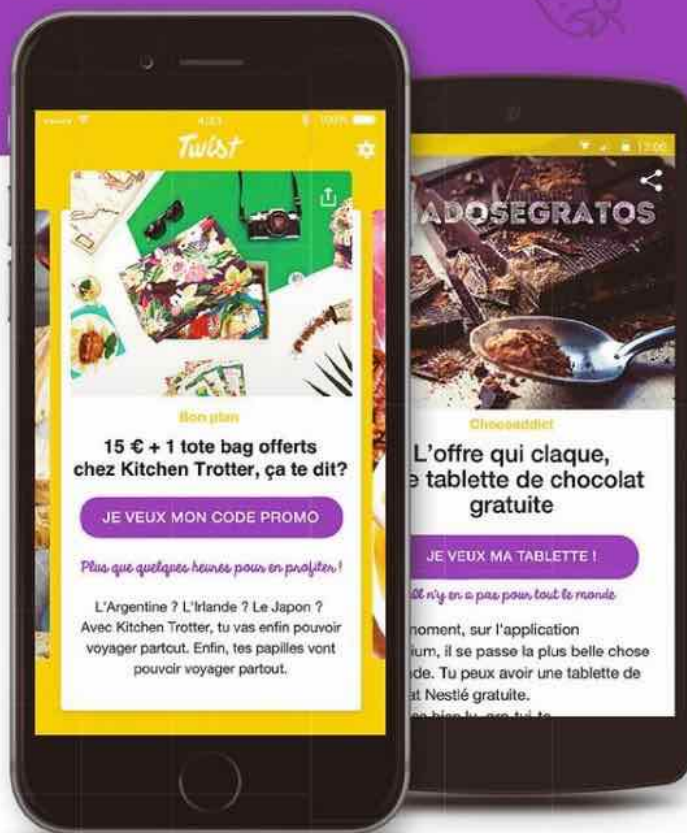 100%
Twist
Bon plan
15 € + 1 tote bag offerts
chez Kitchen Trotter, ça te dit?
JE VEUX MON CODE PROMO
Plus que quelques heures pour en profiter !
L'Argentine ? L'Irlande ? Le Japon ?
Avec Kitchen Trotter, tu vas enfin pouvoir
voyager partout. Enfin, tes papilles vont
pouvoir voyager partout.
ADOSEGRATOS
Chocoaddict
L'offre qui claque,
e tablette de chocolat
gratuite
JE VEUX MA TABLETTE !
Il n'y en a pas pour tout le monde
moment, sur l'application
ium, il se passe la plus belle chose
de. Tu peux avoir une tablette de
at Nestlé gratuite.